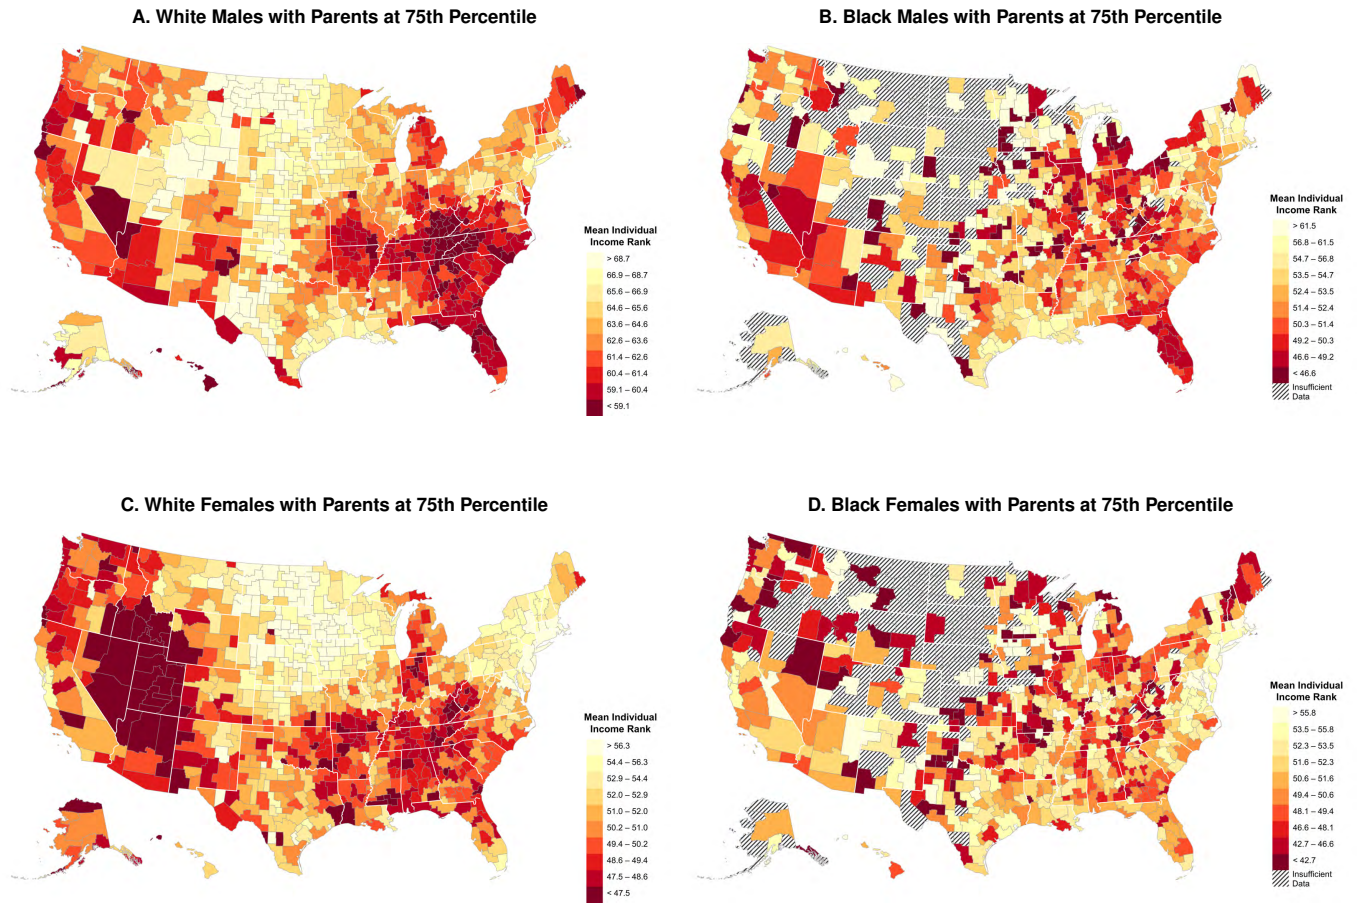 A. White Males with Parents at 75th Percentile
Mean Individual
Income Rank
> 68.7
66.9 – 68.7
65.6 – 66.9
64.6 – 65.6
63.6 – 64.6
62.6 – 63.6
61.4 – 62.6
60.4 – 61.4
59.1 – 60.4
< 59.1
B. Black Males with Parents at 75th Percentile
Mean Individual
Income Rank
> 61.5
56.8 – 61.5
54.7 – 56.8
53.5 – 54.7
52.4 – 53.5
51.4 – 52.4
50.3 – 51.4
49.2 – 50.3
46.6 – 49.2
< 46.6
Insufficient
Data
C. White Females with Parents at 75th Percentile
Mean Individual
Income Rank
> 56.3
54.4 – 56.3
52.9 – 54.4
52.0 – 52.9
51.0 – 52.0
50.2 – 51.0
49.4 – 50.2
48.6 – 49.4
47.5 – 48.6
< 47.5
D. Black Females with Parents at 75th Percentile
Mean Individual
Income Rank
> 55.8
53.5 – 55.8
52.3 – 53.5
51.6 – 52.3
50.6 – 51.6
49.4 – 50.6
48.1 – 49.4
46.6 – 48.1
42.7 – 46.6
< 42.7
Insufficient
Data